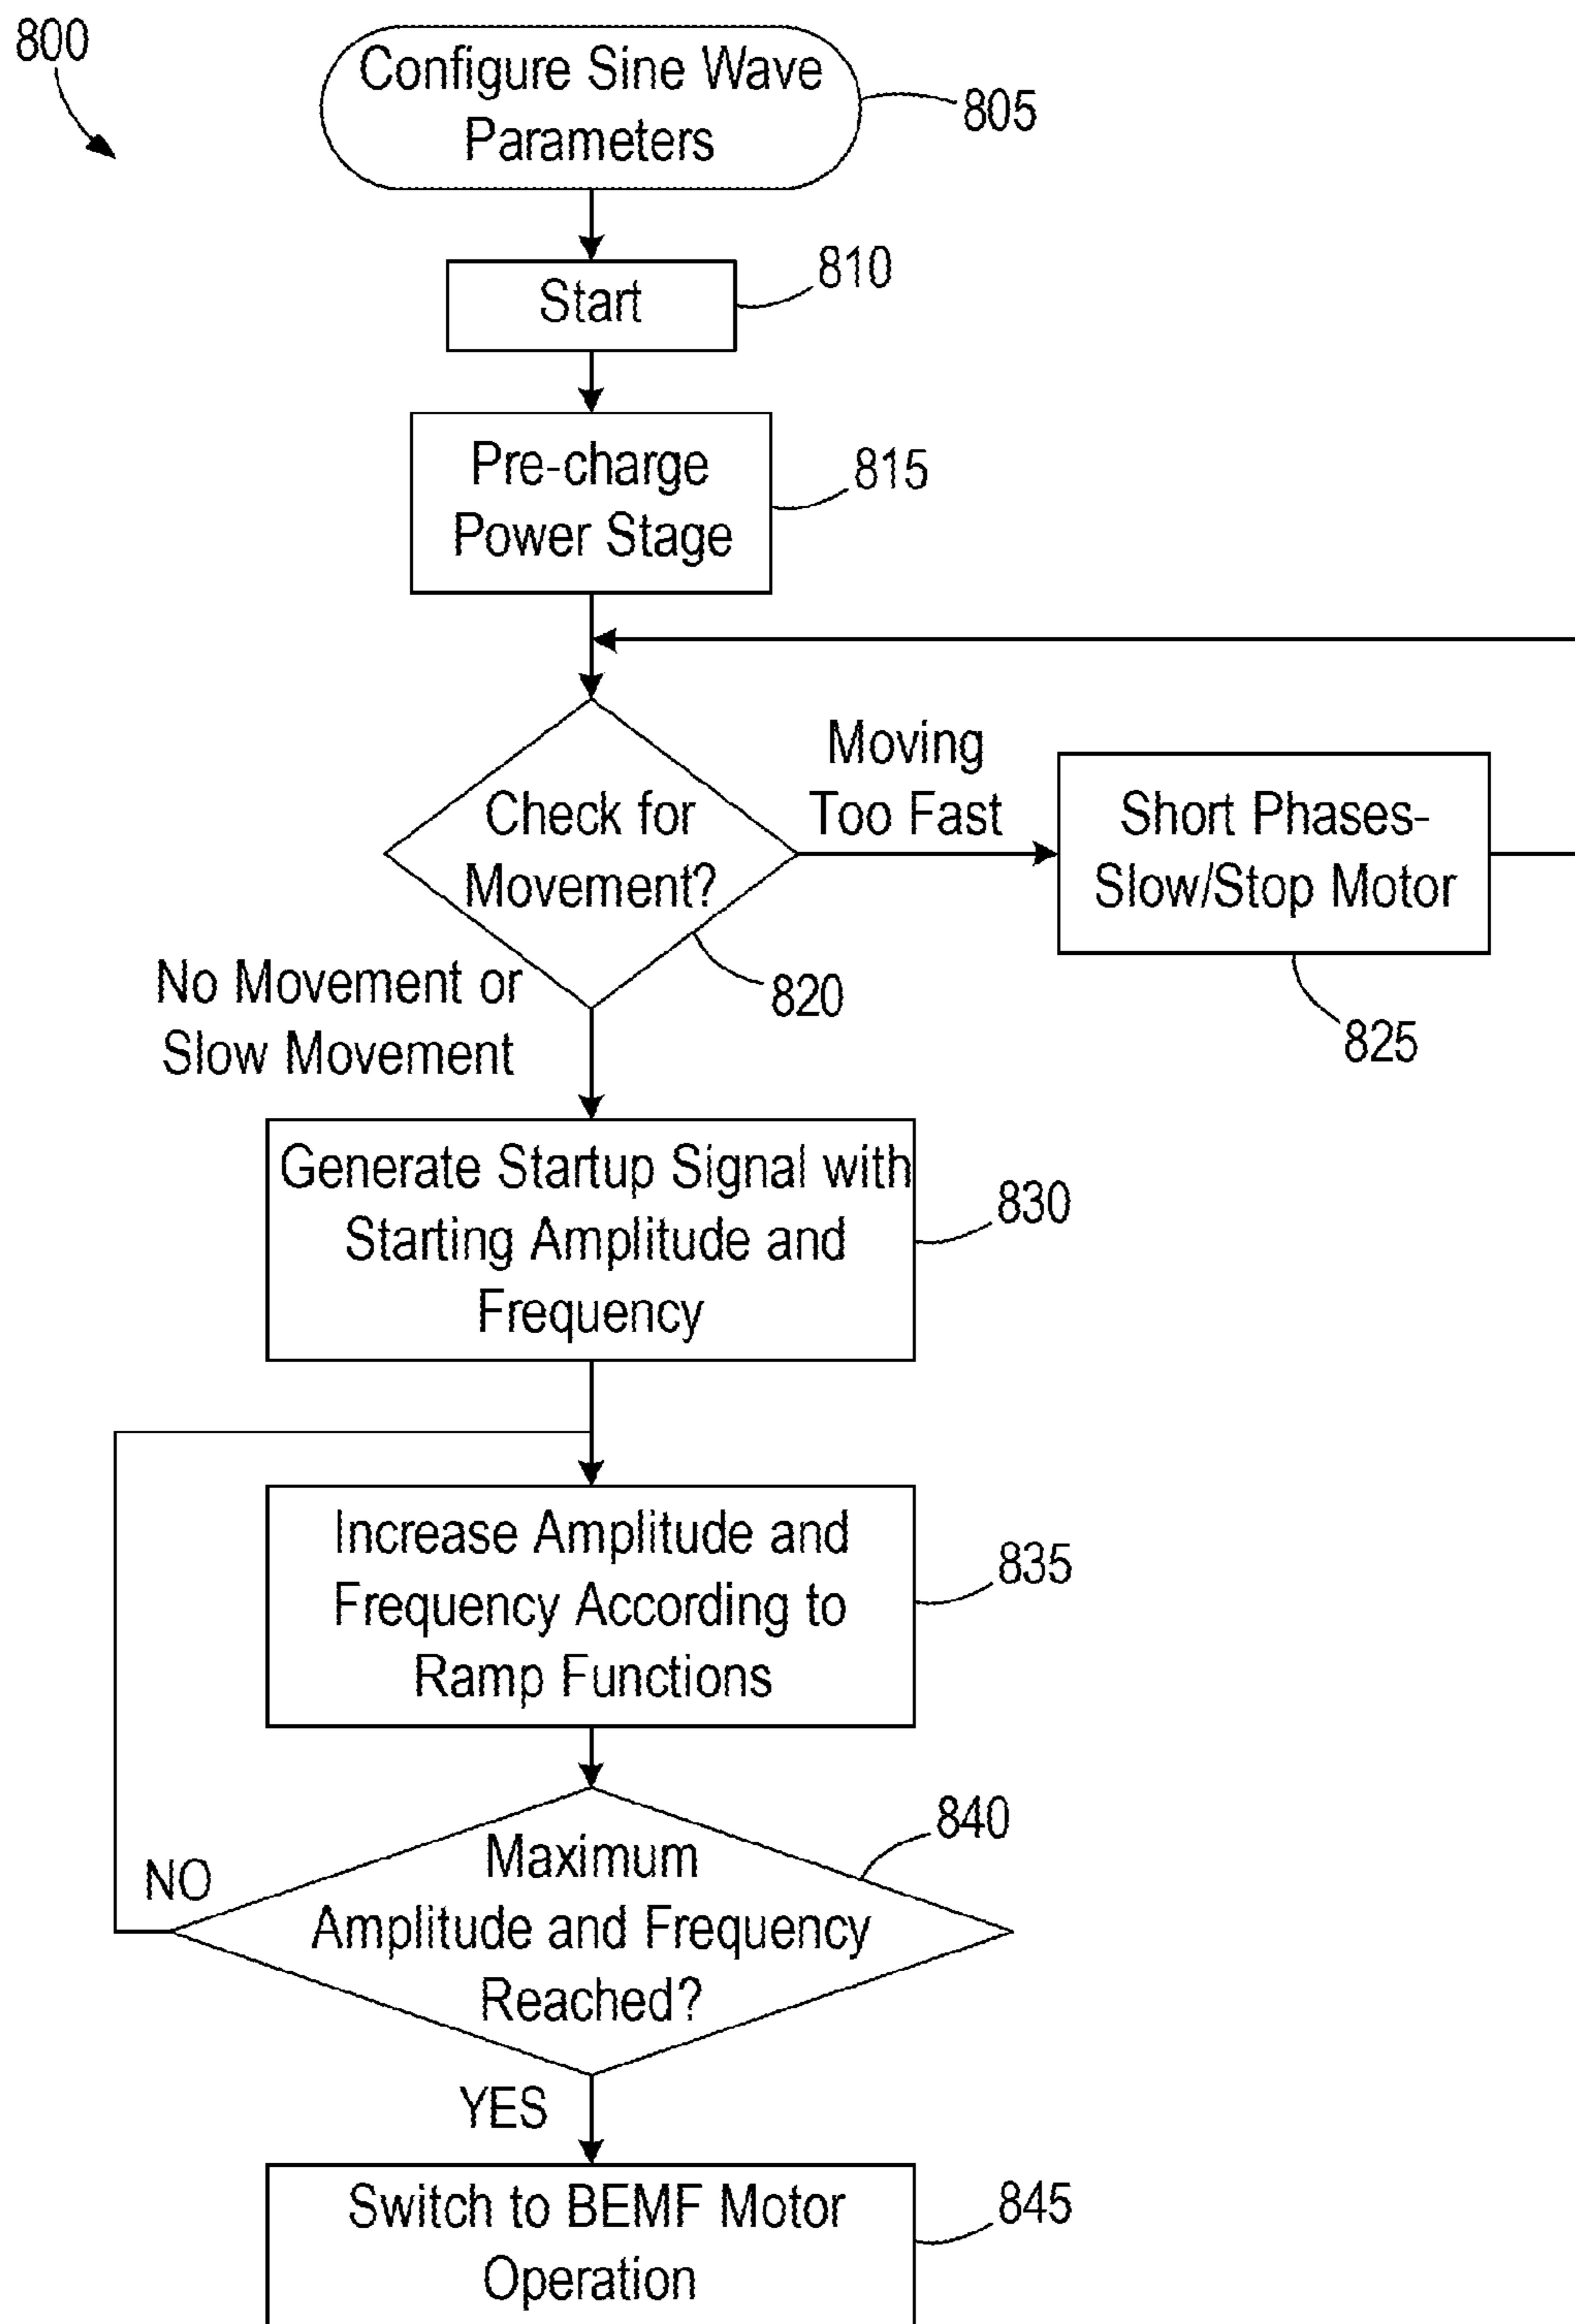 800
Configure Sine Wave
Parameters
805
Start
810
Pre-charge
Power Stage
815
Check for
Movement?
820
Moving
Too Fast
Short Phases-
Slow/Stop Motor
825
No Movement or
Slow Movement
Generate Startup Signal with
Starting Amplitude and
Frequency
830
Increase Amplitude and
Frequency According to
Ramp Functions
835
Maximum
Amplitude and Frequency
Reached?
840
NO
YES
Switch to BEMF Motor
Operation
845